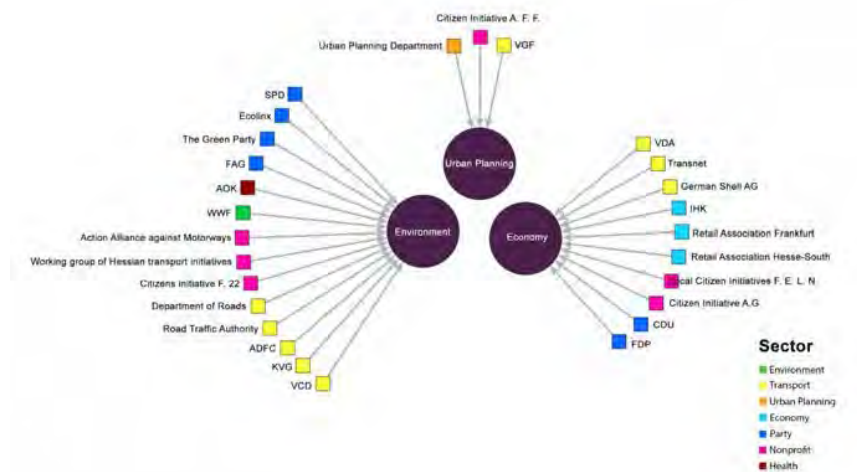 Citizen Initiative A. F. F.
Urban Planning Department
VGF
SPD
Ecolinx
The Green Party
FAG
AOK
WWF
Action Alliance against Motorways
Working group of Hessian transport initiatives
Citizens initiative F. 22
Department of Roads
Road Traffic Authority
ADFC
KVG
VCD
Urban Planning
Environment
Economy
VDA
Transnet
German Shell AG
IHK
Retail Association Frankfurt
Retail Association Hesse-South
Local Citizen Initiatives F. E. L. N
Citizen Initiative A.G
CDU
FDP
Sector
Environment
Transport
Urban Planning
Economy
Party
Nonprofit
Health